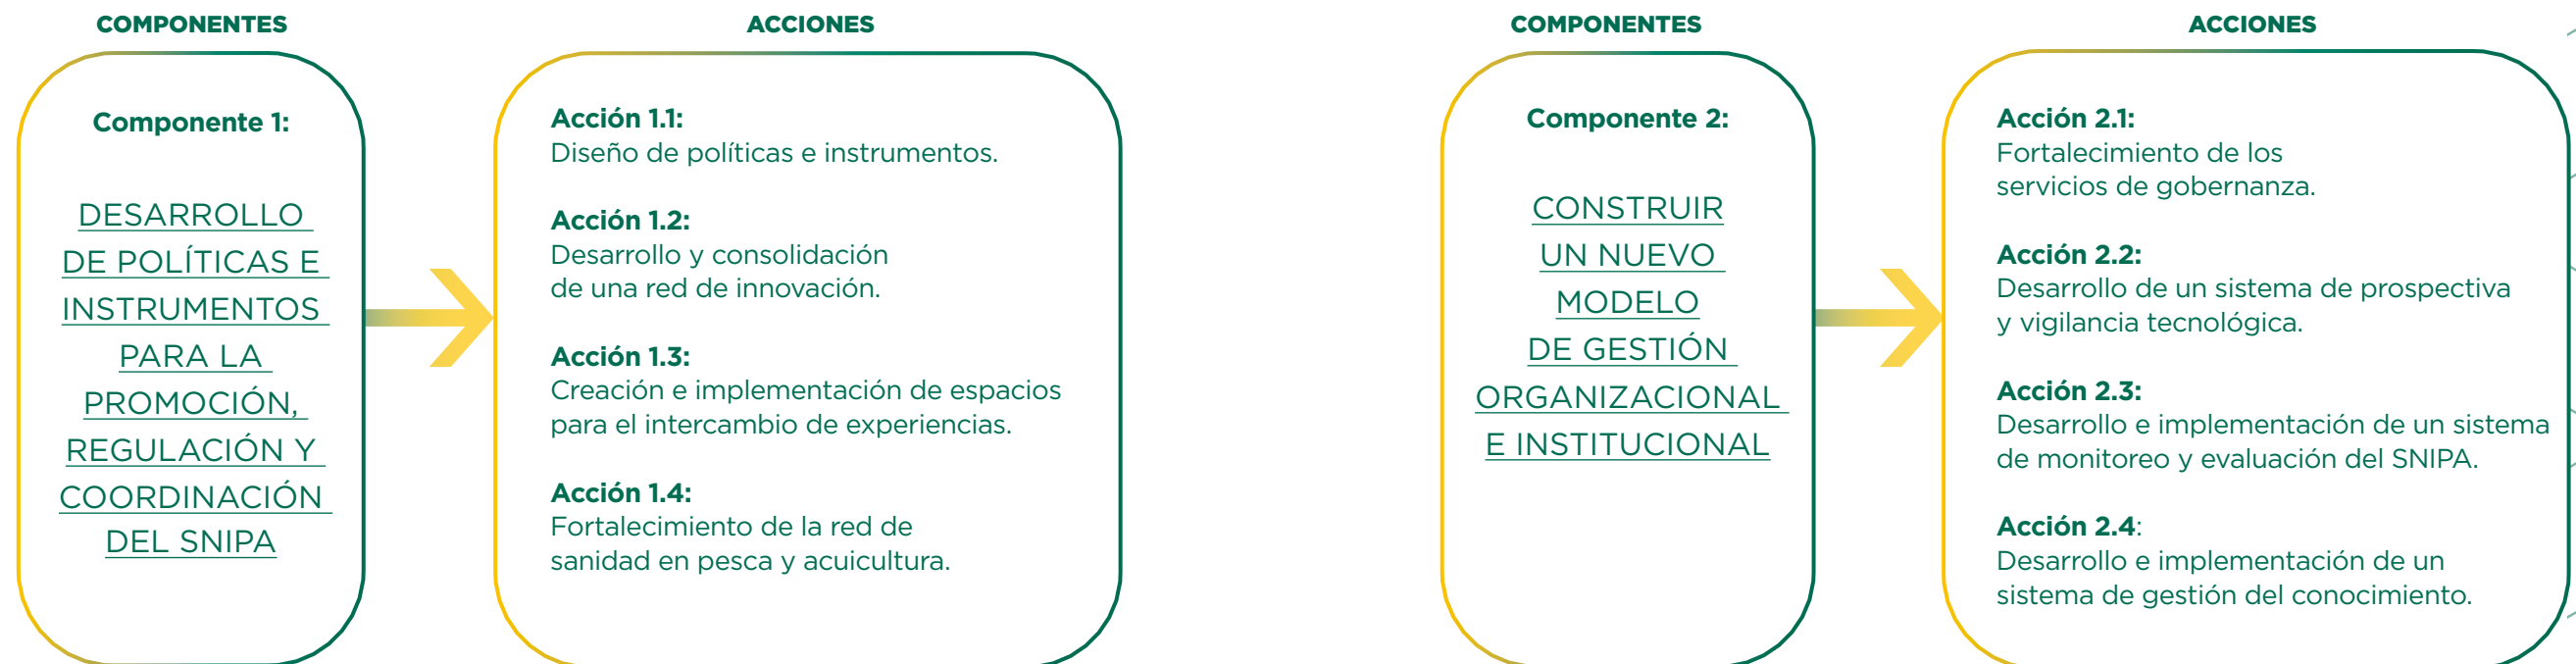 COMPONENTES
Componente 1:
DESARROLLO
DE POLÍTICAS E
INSTRUMENTOS
PARA LA
PROMOCIÓN,
REGULACIÓN Y
COORDINACIÓN
DEL SNIPA
ACCIONES
Acción 1.1:
Diseño de políticas e instrumentos.
Acción 1.2:
Desarrollo y consolidación
de una red de innovación.
Acción 1.3:
Creación e implementación de espacios
para el intercambio de experiencias.
Acción 1.4:
Fortalecimiento de la red de
sanidad en pesca y acuicultura.
COMPONENTES
Componente 2:
CONSTRUIR
UN NUEVO
MODELO
DE GESTIÓN
ORGANIZACIONAL
E INSTITUCIONAL
ACCIONES
Acción 2.1:
Fortalecimiento de los
servicios de gobernanza.
Acción 2.2:
Desarrollo de un sistema de prospectiva
y vigilancia tecnológica.
Acción 2.3:
Desarrollo e implementación de un sistema
de monitoreo y evaluación del SNIPA.
Acción 2.4:
Desarrollo e implementación de un
sistema de gestión del conocimiento.